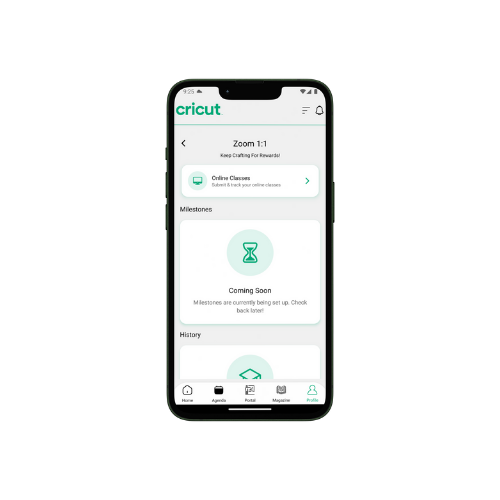 9:25
cricut
Zoom 1:1
Keep Crafting For Rewards!
Online Classes
Submit & track your online classes
Milestones
Coming Soon
Milestones are currently being set up. Check
back later!
History
Home Agenda Portal Magazine Profile